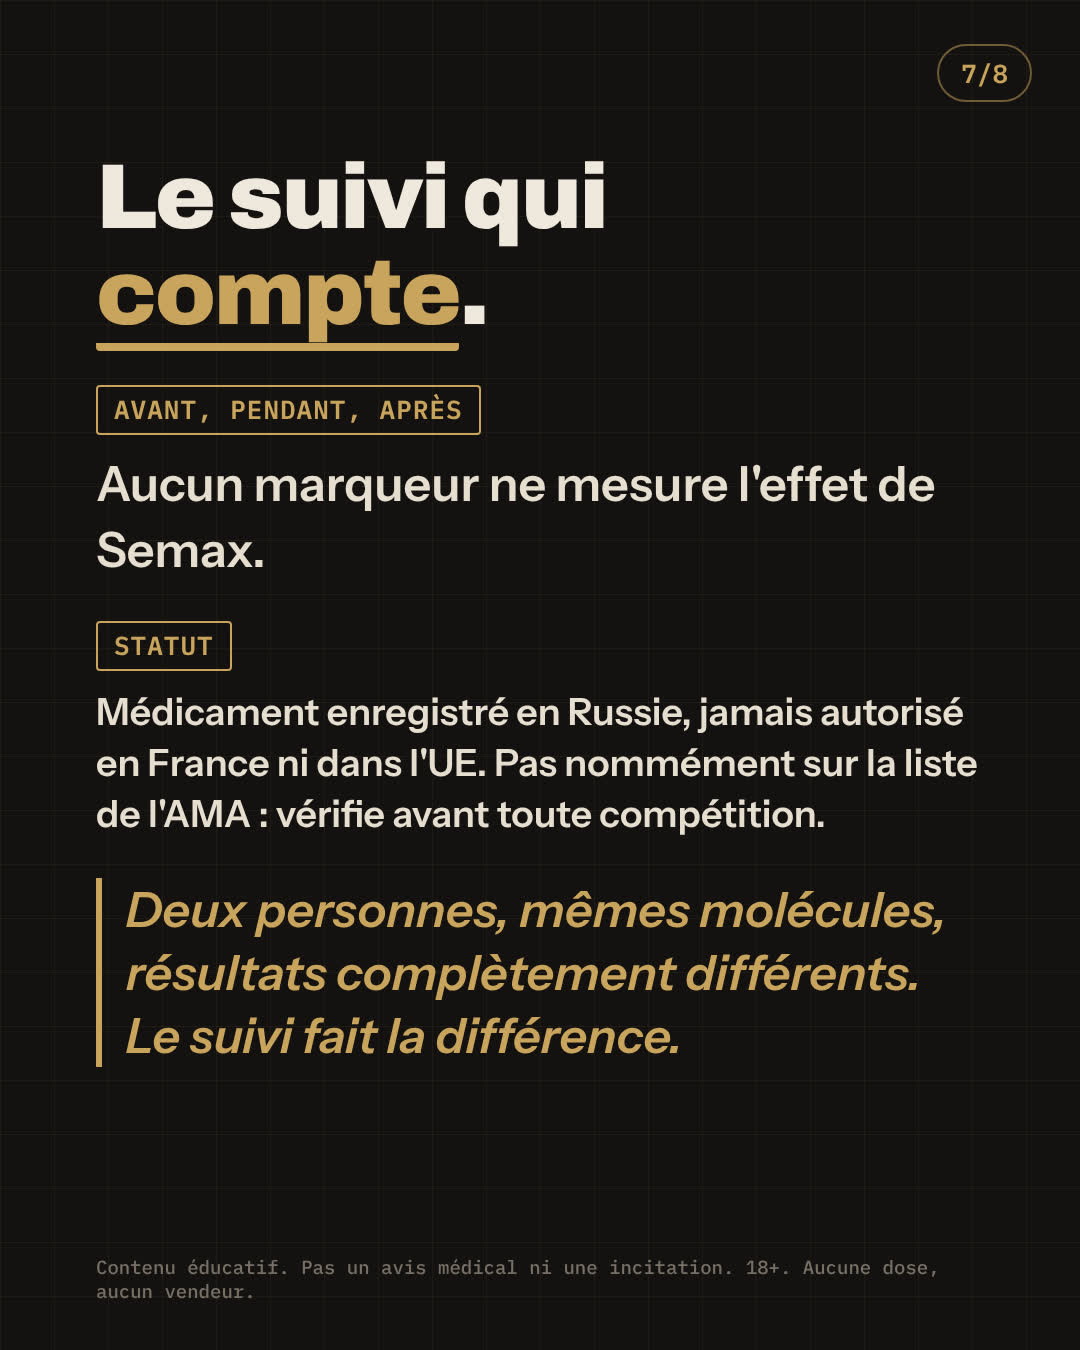 7/8
Le suivi qui
compte.
AVANT, PENDANT, APRÈS
Aucun marqueur ne mesure l'effet de
Semax.
STATUT
Médicament enregistré en Russie, jamais autorisé
en France ni dans l'UE. Pas nommément sur la liste
de l'AMA : vérifie avant toute compétition.
Deux personnes, mêmes molécules,
résultats complètement différents.
Le suivi fait la différence.
Contenu éducatif. Pas un avis médical ni une incitation. 18+. Aucune dose,
aucun vendeur.